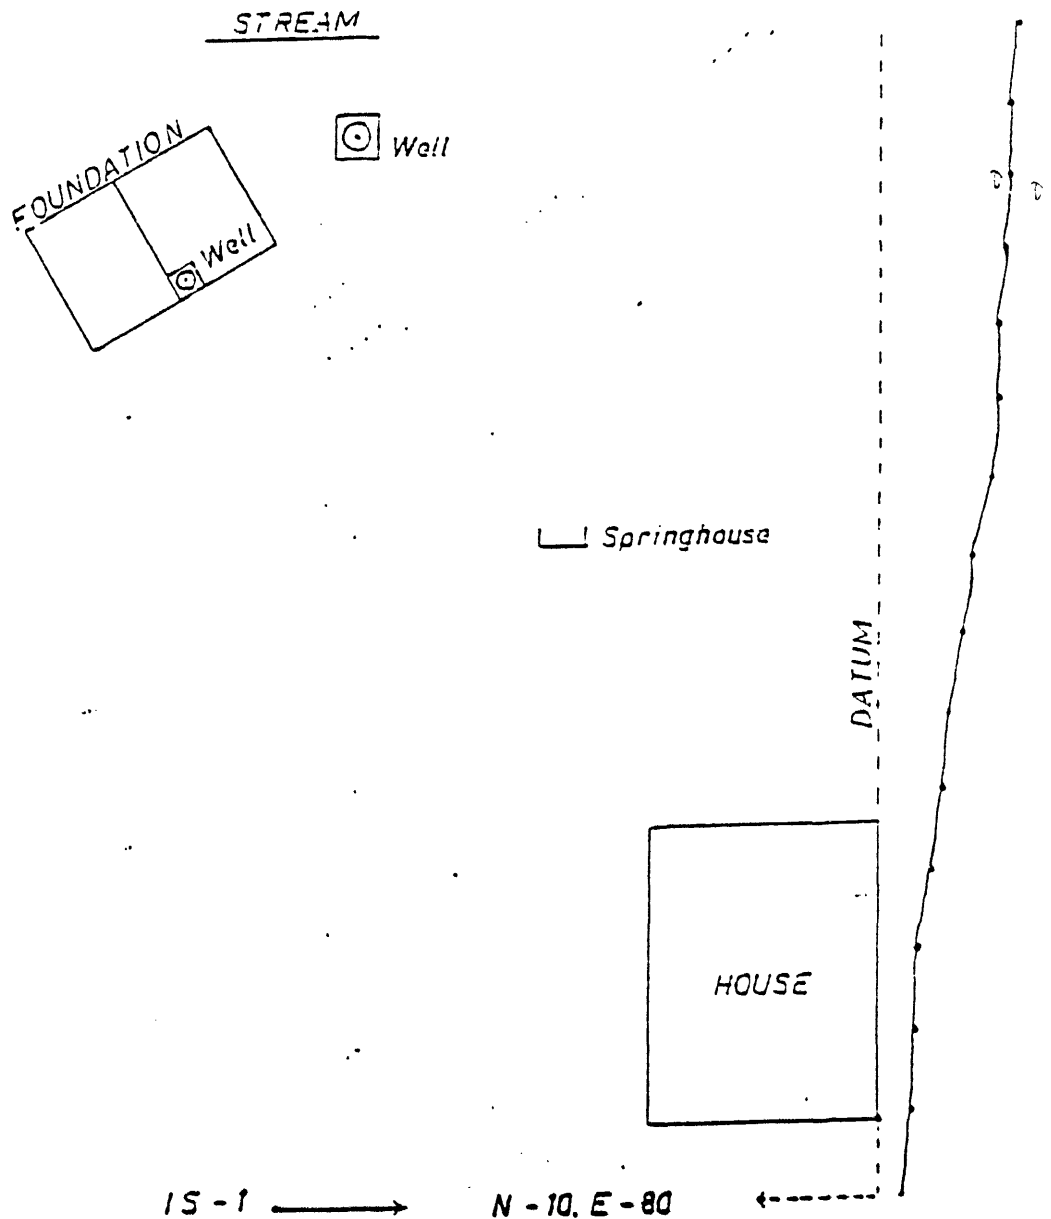 STREAM
Well
FOUNDATION
Well
Springhouse
DATUM
HOUSE
IS-1
N-10, E-80